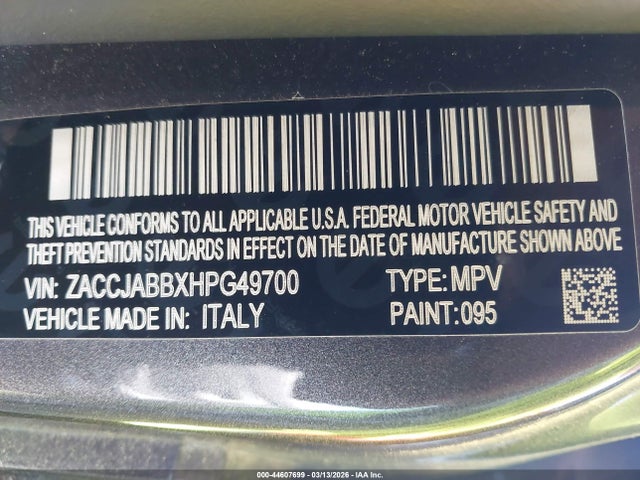 THIS VEHICLE CONFORMS TO ALL APPLICABLE U.S.A. FEDERAL MOTOR VEHICLE SAFETY AND
THEFT PREVENTION STANDARDS IN EFFECT ON THE DATE OF MANUFACTURE SHOWN ABOVE
VIN: ZACCJABBXHPG49700 TYPE: MPV
VEHICLE MADE IN: ITALY PAINT: 095
000-44607699 | 03/13/2026 | IAA Inc.